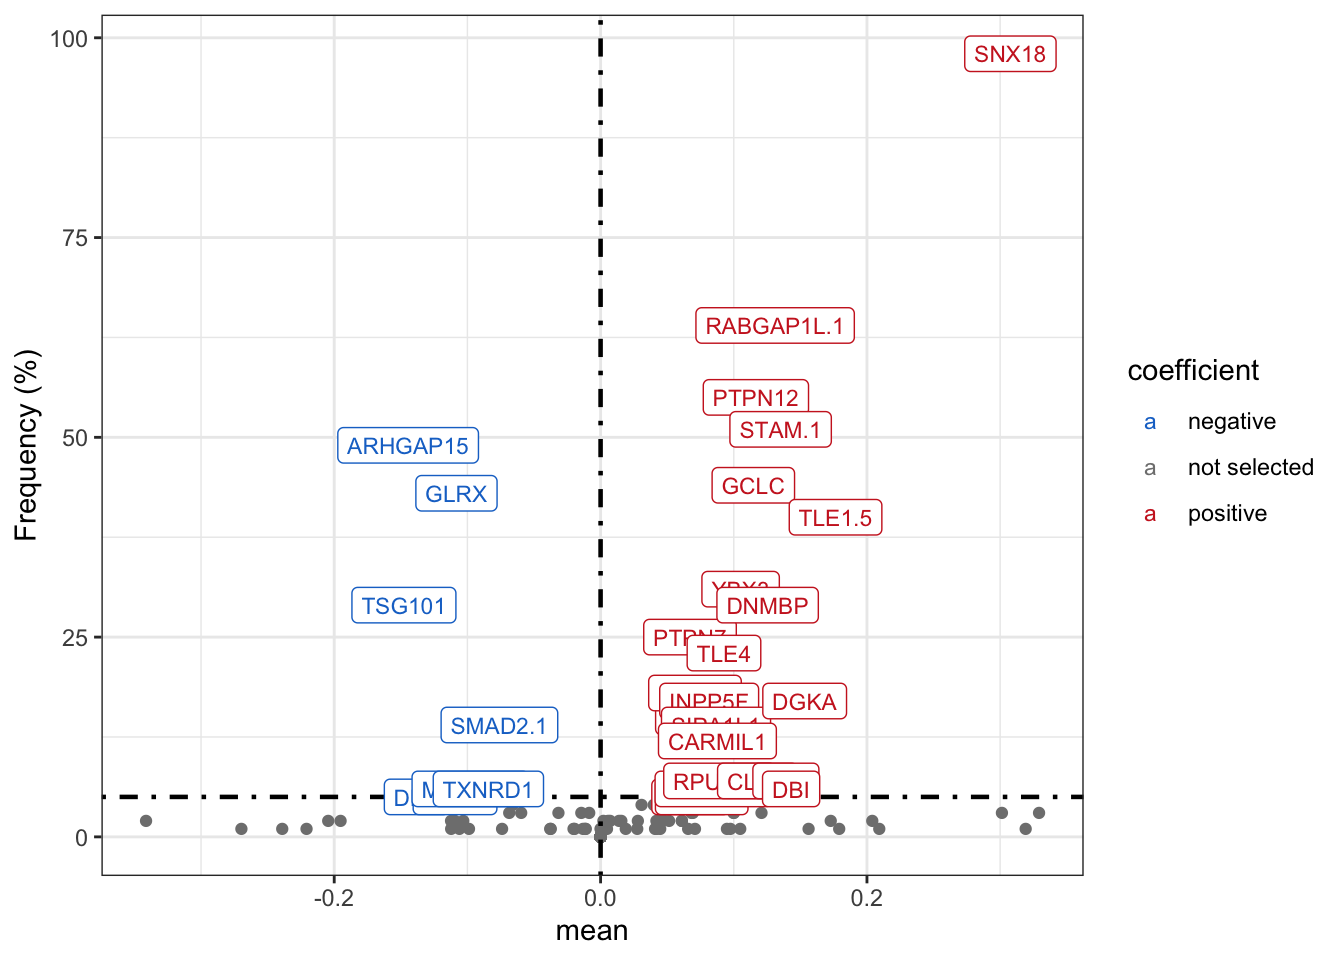 100
SNX18
75
RABGAP1L.1
PTPN12
STAM.1
50
ARHGAP15
GLRX
GCLC
TLE1.5
TSG101
DNMBP
25
TLE4
INPP5F
DGKA
SMAD2.1
CARMIL1
TXNRD1
DBI
0
-0.2
0.0
0.2
mean
Frequency (%)
coefficient
a negative
a not selected
a positive